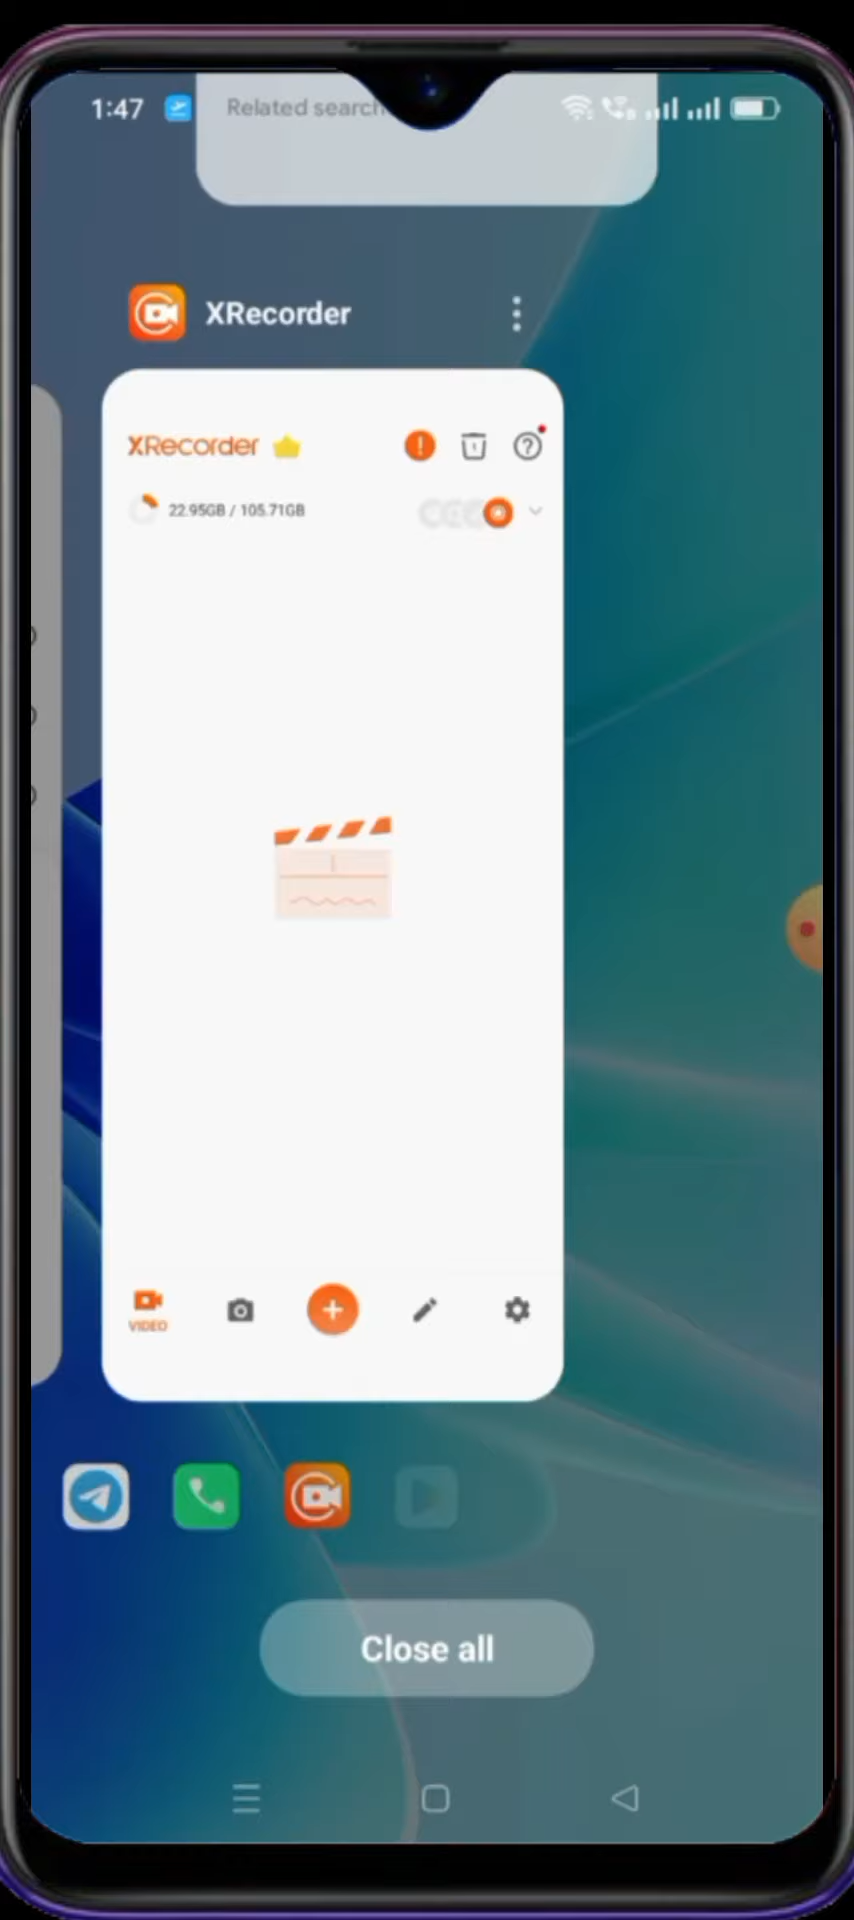 1:47
Related search
XRecorder
XRecorder
22.95GB / 105.71GB
VIDEO
Close all